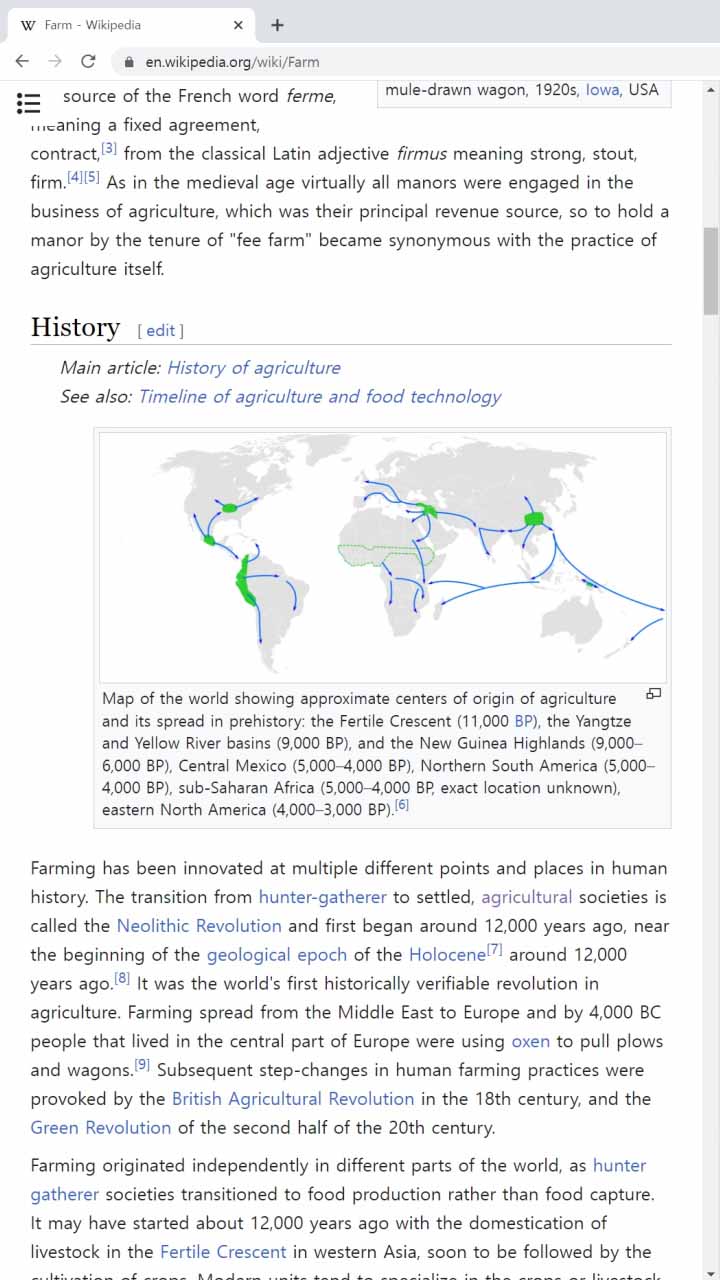 W Farm - Wikipedia
en.wikipedia.org/wiki/Farm
source of the French word ferme,
meaning a fixed agreement,
mule-drawn wagon, 1920s, Iowa, USA
contract,[3] from the classical Latin adjective firmus meaning strong, stout,
firm.[4][5] As in the medieval age virtually all manors were engaged in the
business of agriculture, which was their principal revenue source, so to hold a
manor by the tenure of "fee farm" became synonymous with the practice of
agriculture itself.
History [ edit ]
Main article: History of agriculture
See also: Timeline of agriculture and food technology
Map of the world showing approximate centers of origin of agriculture
and its spread in prehistory: the Fertile Crescent (11,000 BP), the Yangtze
and Yellow River basins (9,000 BP), and the New Guinea Highlands (9,000–
6,000 BP), Central Mexico (5,000–4,000 BP), Northern South America (5,000–
4,000 BP), sub-Saharan Africa (5,000–4,000 BP, exact location unknown),
eastern North America (4,000–3,000 BP).[6]
Farming has been innovated at multiple different points and places in human
history. The transition from hunter-gatherer to settled, agricultural societies is
called the Neolithic Revolution and first began around 12,000 years ago, near
the beginning of the geological epoch of the Holocene[7] around 12,000
years ago.[8] It was the world's first historically verifiable revolution in
agriculture. Farming spread from the Middle East to Europe and by 4,000 BC
people that lived in the central part of Europe were using oxen to pull plows
and wagons.[9] Subsequent step-changes in human farming practices were
provoked by the British Agricultural Revolution in the 18th century, and the
Green Revolution of the second half of the 20th century.
Farming originated independently in different parts of the world, as hunter
gatherer societies transitioned to food production rather than food capture.
It may have started about 12,000 years ago with the domestication of
livestock in the Fertile Crescent in western Asia, soon to be followed by the
cultivation of crops. Modern units tend to specialize in the crops or livestock